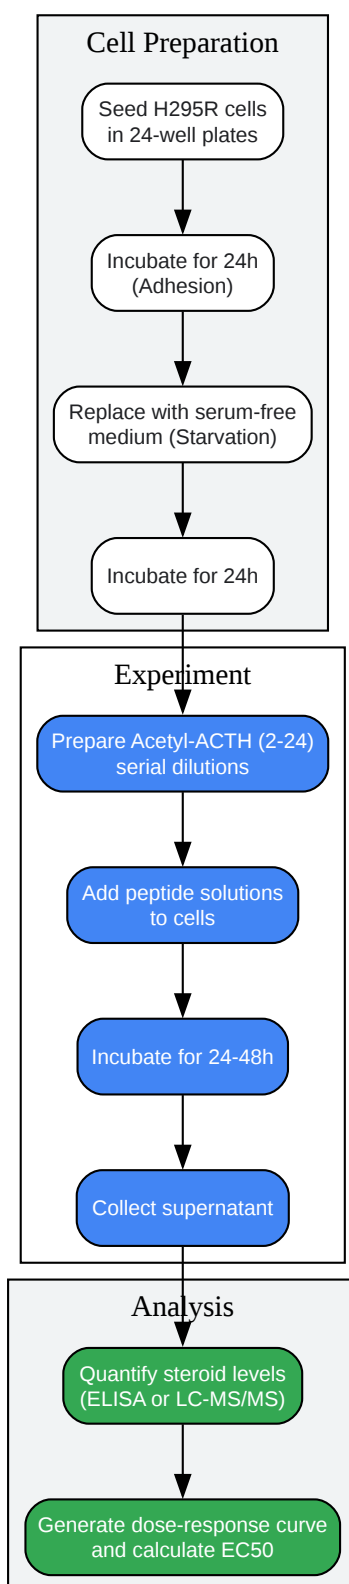 Cell Preparation
Seed H295R cells
in 24-well plates
Incubate for 24h
(Adhesion)
Replace with serum-free
medium (Starvation)
Incubate for 24h
Experiment
Prepare Acetyl-ACTH (2-24)
serial dilutions
Add peptide solutions
to cells
Incubate for 24-48h
Collect supernatant
Analysis
Quantify steroid levels
(ELISA or LC-MS/MS)
Generate dose-response curve
and calculate EC50